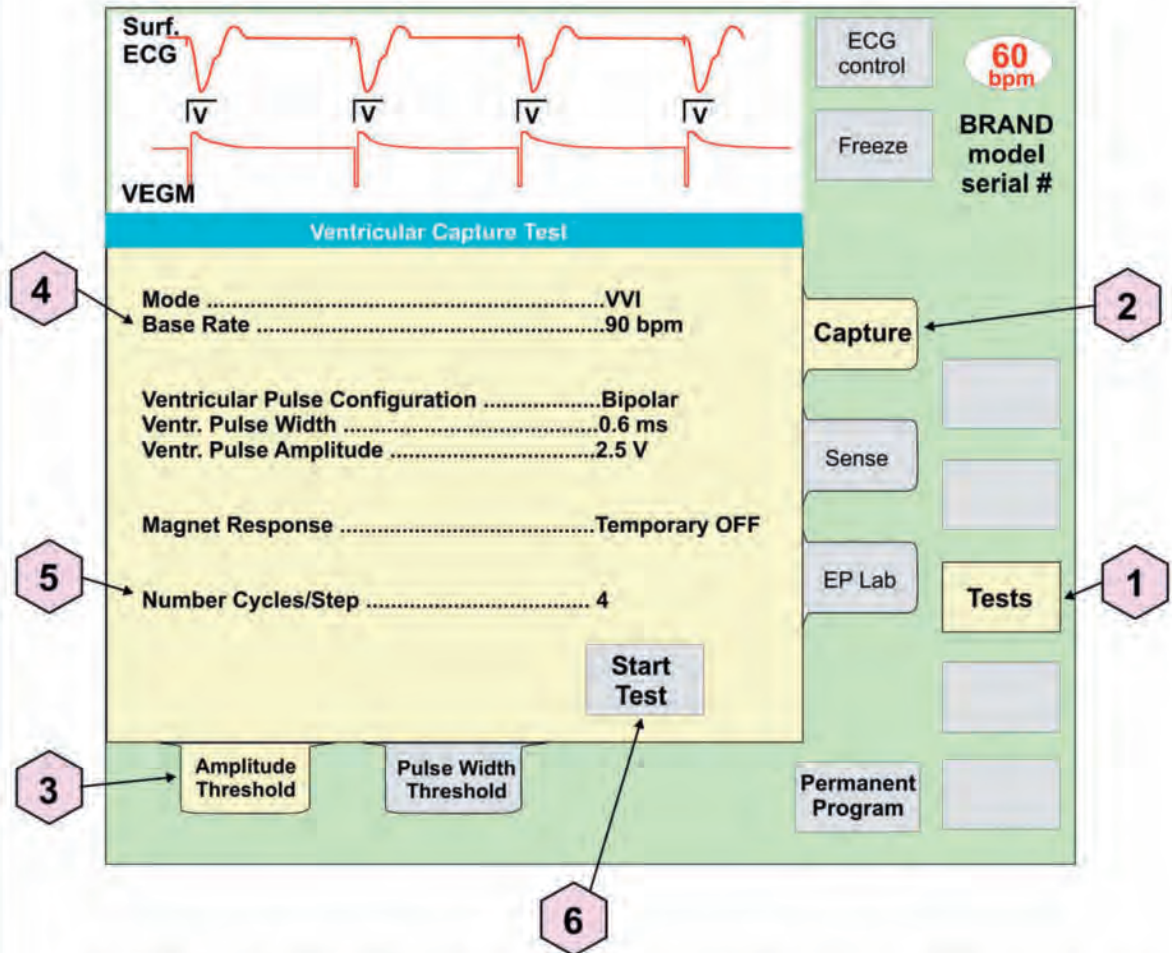 Surf.
ECG
V V V V
VEGM
ECG
control
60
bpm
Freeze
BRAND
model
serial #
Ventricular Capture Test
4
Mode ..........................................................VVI
Base Rate ...................................................90 bpm
Capture
2
Ventricular Pulse Configuration .................Bipolar
Ventr. Pulse Width ......................................0.6 ms
Ventr. Pulse Amplitude ..............................2.5 V
Sense
Magnet Response .....................................Temporary OFF
5
Number Cycles/Step ................................. 4
EP Lab
Tests
1
Start
Test
3
Amplitude
Threshold
Pulse Width
Threshold
Permanent
Program
6